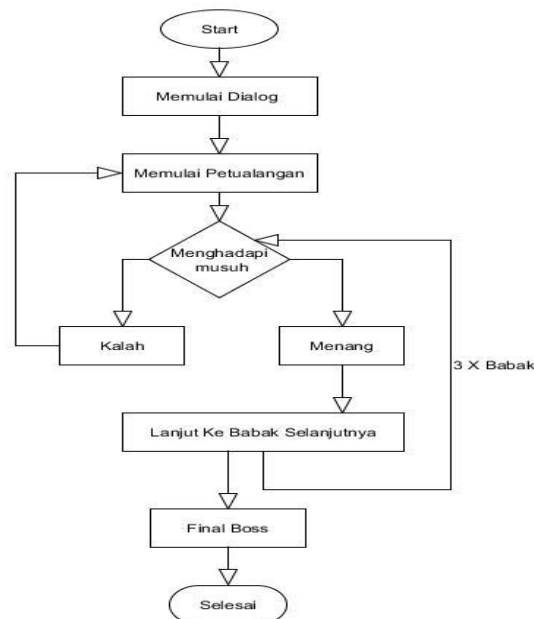 Start
Memulai Dialog
Memulai Petualangan
Menghadapi
musuh
Kalah
Menang
3 X Babak
Lanjut Ke Babak Selanjutnya
Final Boss
Selesai